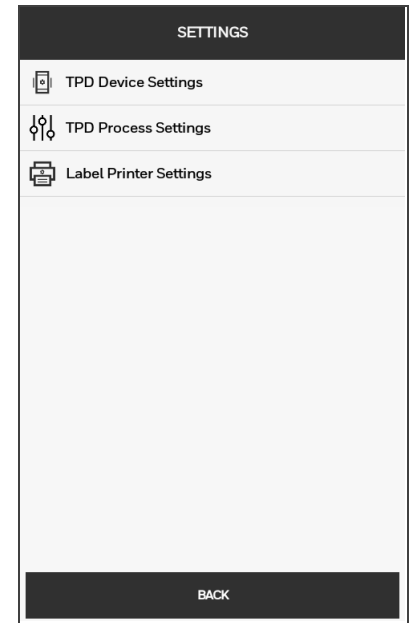 SETTINGS
TPD Device Settings
TPD Process Settings
Label Printer Settings
BACK